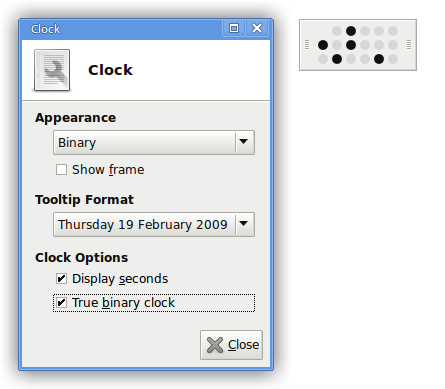 Clock
Clock
Appearance
Binary
Show frame
Tooltip Format
Thursday 19 February 2009
Clock Options
Display seconds
True binary clock
Close